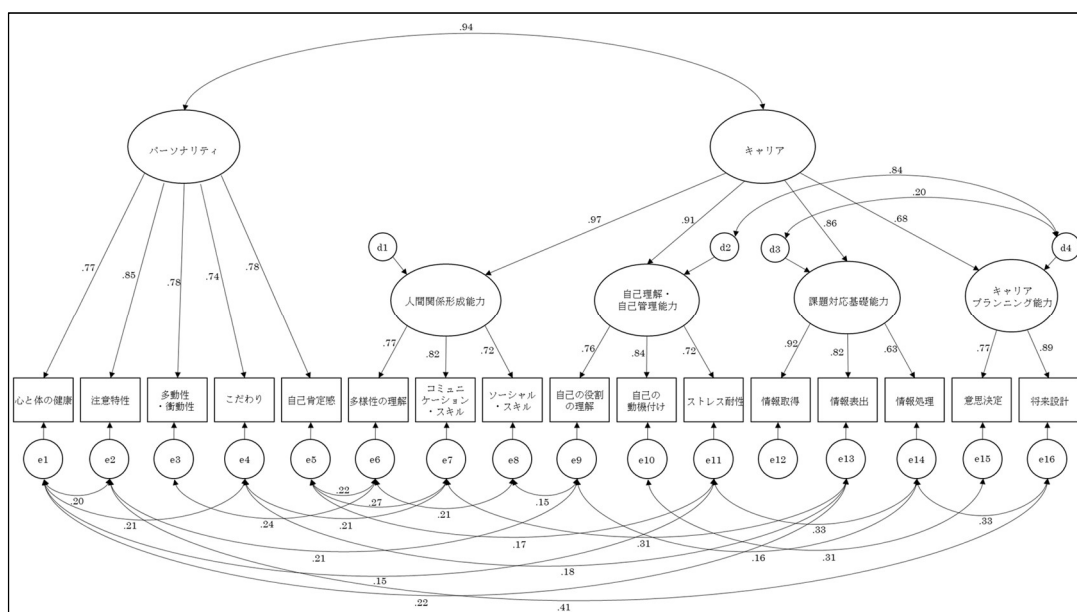 .94
パーソナリティ
キャリア
.84
.20
.97
.91
.86
.68
d1
d2
d3
d4
.77
.85
.78
.74
.78
人間関係形成能力
自己理解・
自己管理能力
課題対応基礎能力
キャリア
プランニング能力
.77
.82
.72
.76
.84
.72
.92
.82
.63
.77
.89
心と体の健康
注意特性
多動性
・衝動性
こだわり
自己肯定感
多様性の理解
コミュニ
ケーション
・スキル
ソーシャル
・スキル
自己の役割
の理解
自己の
動機付け
ストレス耐性
情報取得
情報表出
情報処理
意思決定
将来設計
e1
e2
e3
e4
e5
e6
e7
e8
e9
e10
e11
e12
e13
e14
e15
e16
.20
.22
.27
.15
.21
.24
.21
.21
.33
.33
.17
.31
.21
.16
.31
.15
.18
.22
.41